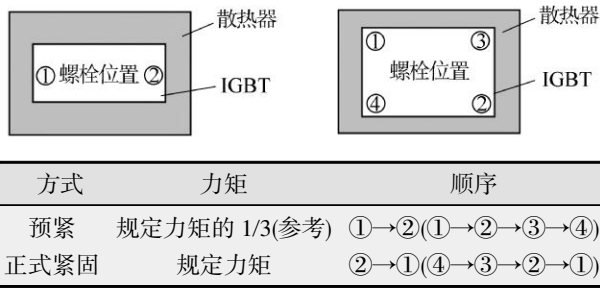 散热器
①螺栓位置②
IGBT
散热器
① ③
螺栓位置
IGBT
④ ②
方式 力矩 顺序
预紧 规定力矩的 1/3(参考) ①→②(①→②→③→④)
正式紧固 规定力矩 ②→①(④→③→②→①)